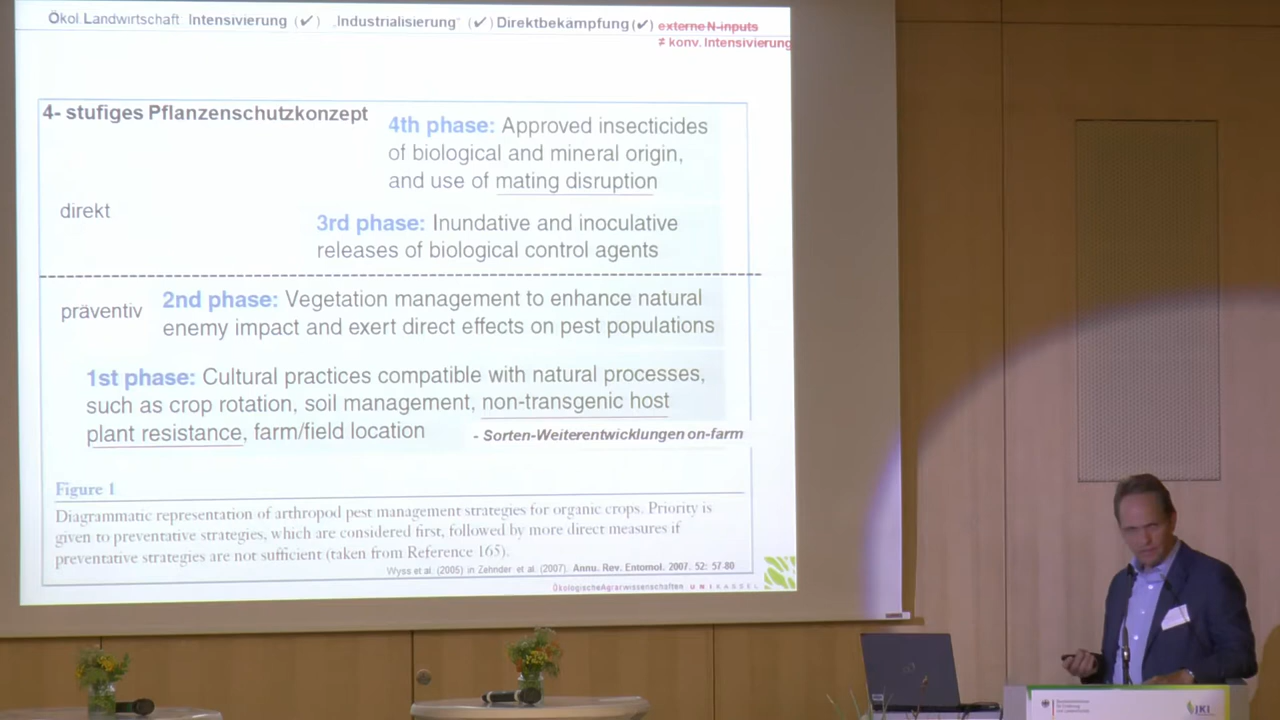 Ökol. Landwirtschaft Intensivierung (✓) „Industrialisierung" (✓) Direktbekämpfung (✓) externe N-inputs
≠ konv. Intensivierung
4- stufiges Pflanzenschutzkonzept
4th phase: Approved insecticides
of biological and mineral origin,
and use of mating disruption
direkt
3rd phase: Inundative and inoculative
releases of biological control agents
präventiv
2nd phase: Vegetation management to enhance natural
enemy impact and exert direct effects on pest populations
1st phase: Cultural practices compatible with natural processes,
such as crop rotation, soil management, non-transgenic host
plant resistance, farm/field location
- Sorten-Weiterentwicklungen on-farm
Figure 1
Diagrammatic representation of arthropod pest management strategies for organic crops. Priority is
given to preventative strategies, which are considered first, followed by more direct measures if
preventative strategies are not sufficient (taken from Reference 165).
Wyss et al. (2005) in Zehnder et al. (2007). Annu. Rev. Entomol. 2007. 52: 57-80
ÖkologischeAgrarwissenschaften UNIKASSEL
JKI